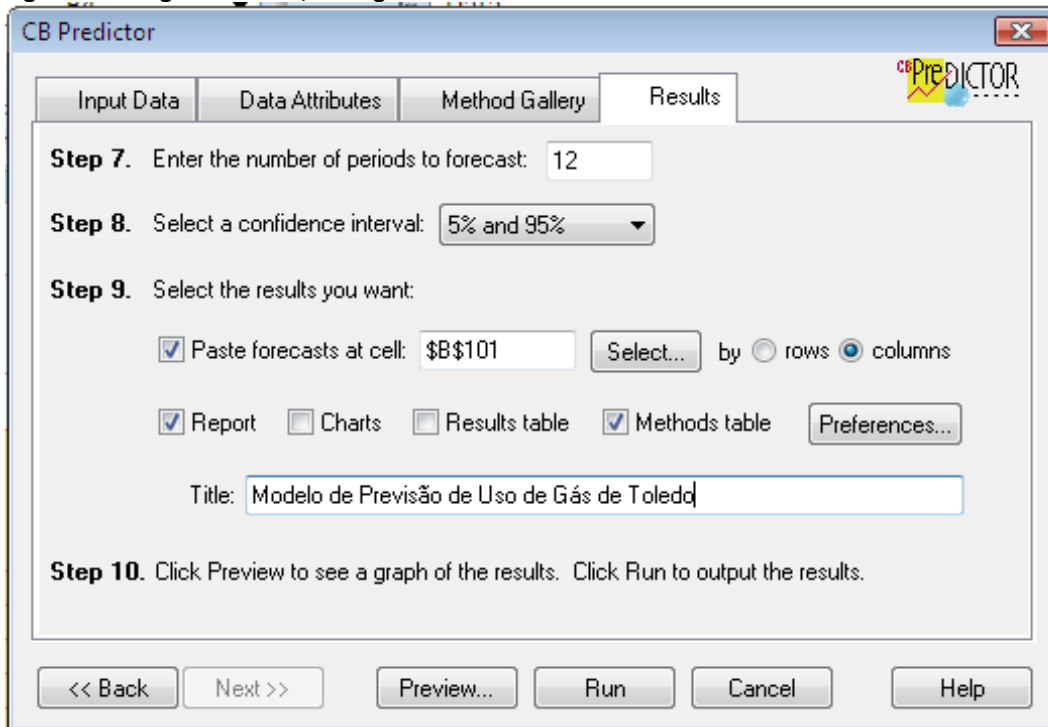 CB Predictor
CB PreDICTOR
Input Data Data Attributes Method Gallery Results
Step 7. Enter the number of periods to forecast: 12
Step 8. Select a confidence interval: 5% and 95%
Step 9. Select the results you want:
Paste forecasts at cell: $B$101 Select... by rows columns
Report Charts Results table Methods table Preferences...
Title: Modelo de Previsão de Uso de Gás de Toledo
Step 10. Click Preview to see a graph of the results. Click Run to output the results.
<< Back Next >> Preview... Run Cancel Help